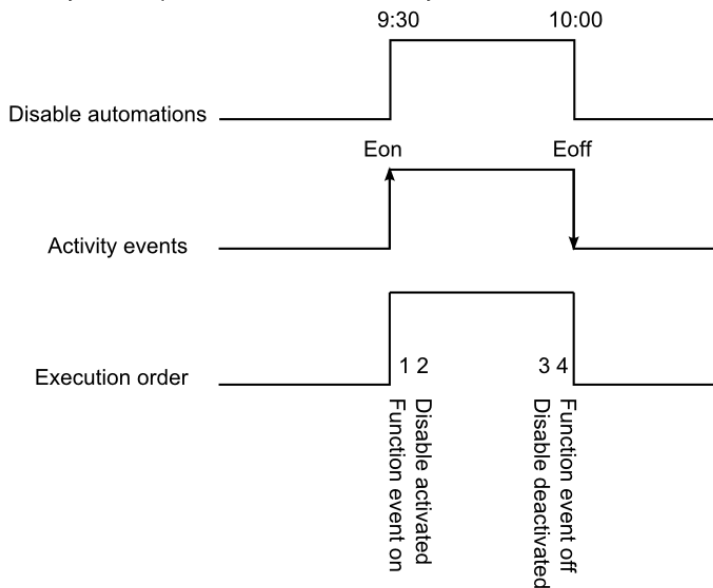 9:30 10:00
Disable automations
Eon Eoff
Activity events
1 2 3 4
Execution order
Function event on
Disable activated
Disable deactivated
Function event off